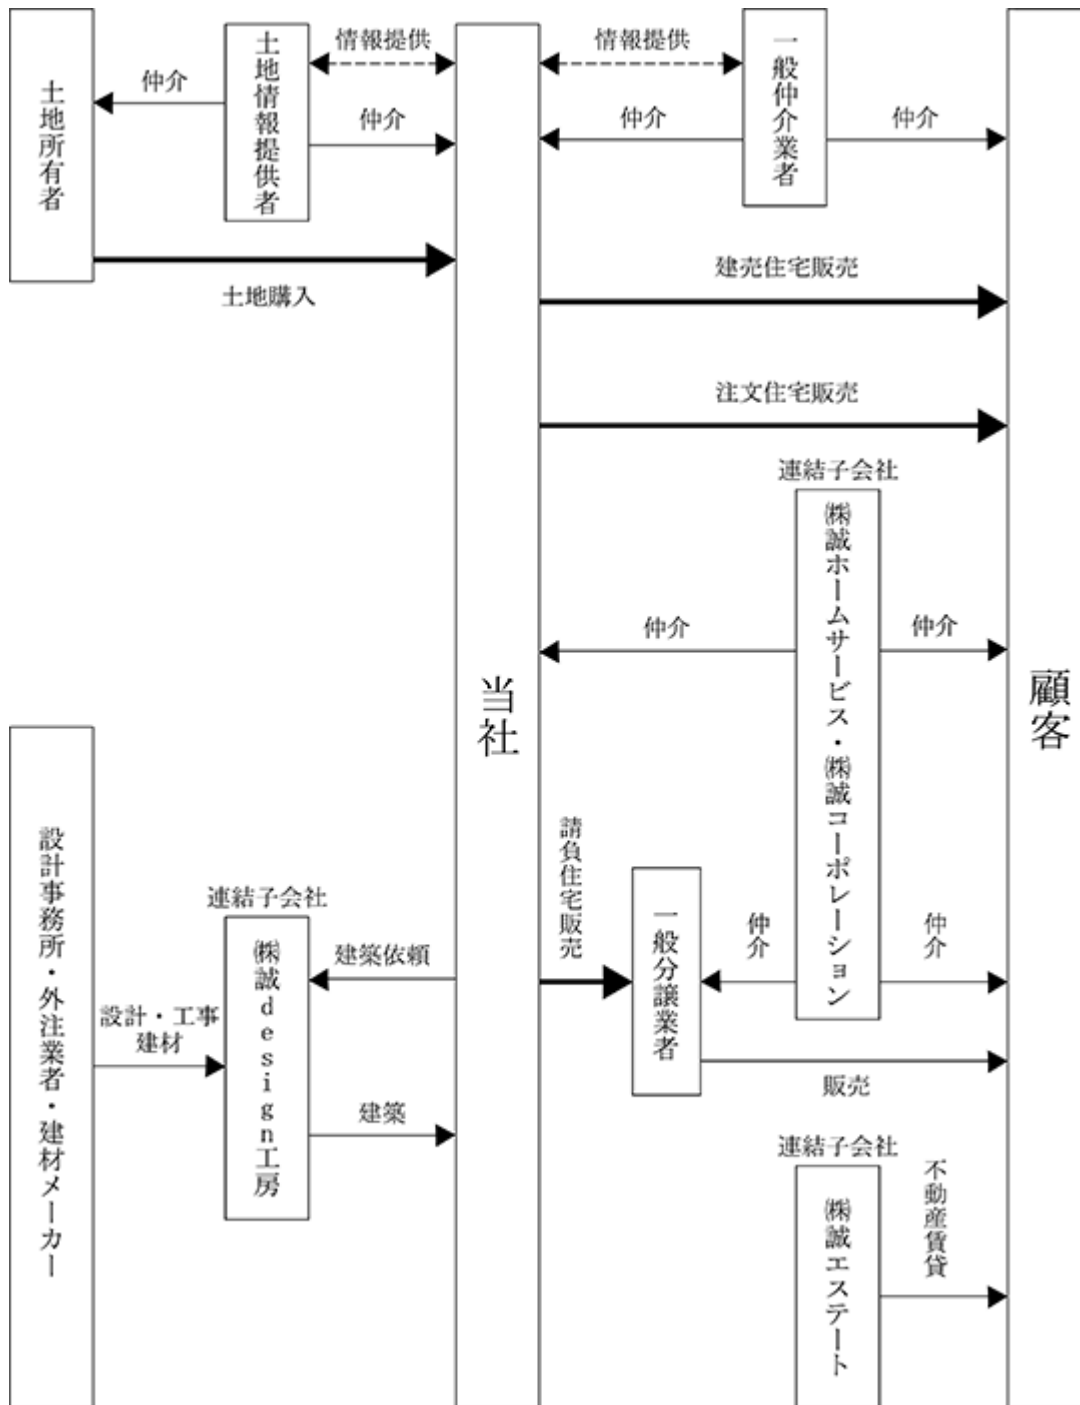 土地所有者
仲介
土地情報提供者
情報提供
仲介
土地購入
当社
情報提供
仲介
一般仲介業者
仲介
顧客
建売住宅販売
注文住宅販売
連結子会社
㈱誠ホームサービス・㈱誠コーポレーション
仲介
仲介
請負住宅販売
一般分譲業者
仲介
仲介
販売
設計事務所・外注業者・建材メーカー
設計・工事
建材
連結子会社
㈱誠design工房
建築依頼
建築
連結子会社
㈱誠エステート
不動産賃貸